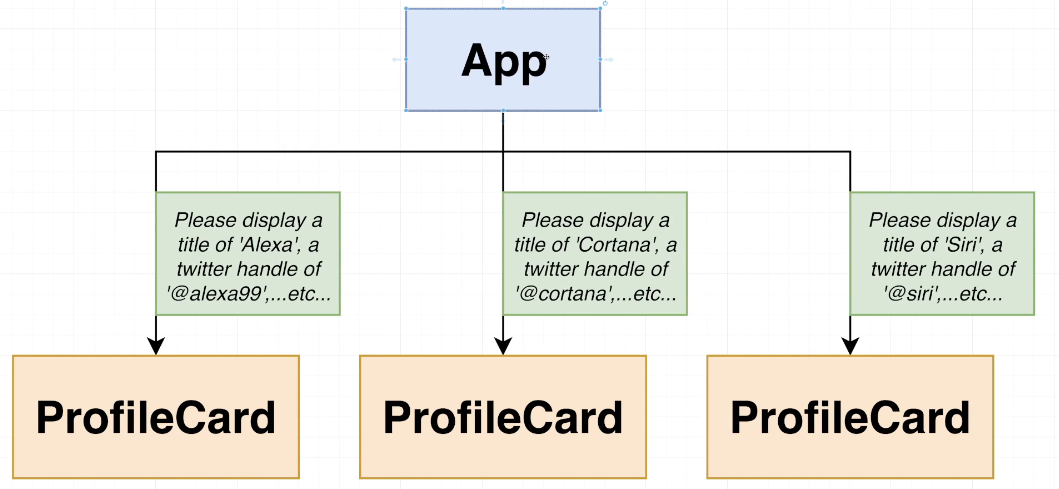 App
Please display a
title of 'Alexa', a
twitter handle of
'@alexa99',...etc...
Please display a
title of 'Cortana', a
twitter handle of
'@cortana',...etc...
Please display a
title of 'Siri', a
twitter handle of
'@siri',...etc...
ProfileCard
ProfileCard
ProfileCard